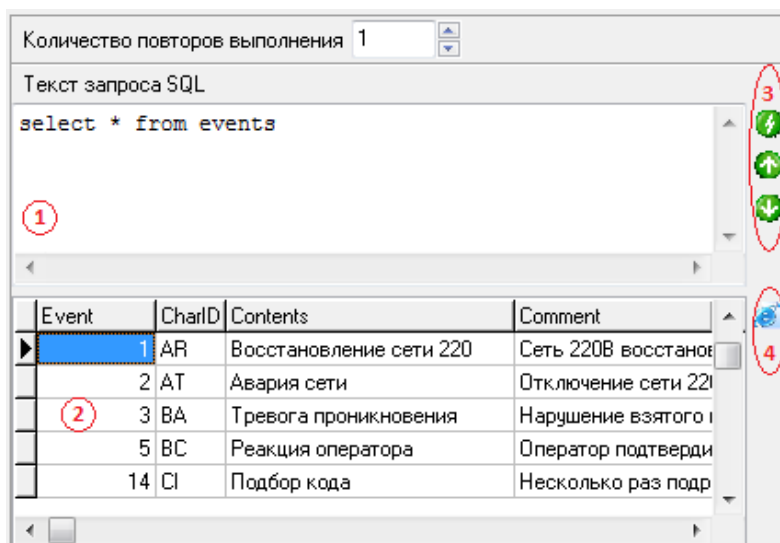 Количество повторов выполнения 1
Текст запроса SQL
3
select * from events
1
Event CharID Contents Comment
1 AR Восстановление сети 220 Сеть 220В восстанов
4
2 AT Авария сети Отключение сети 22
2 3 BA Тревога проникновения Нарушение взятого
5 BC Реакция оператора Оператор подтверди
14 CI Подбор кода Несколько раз подр